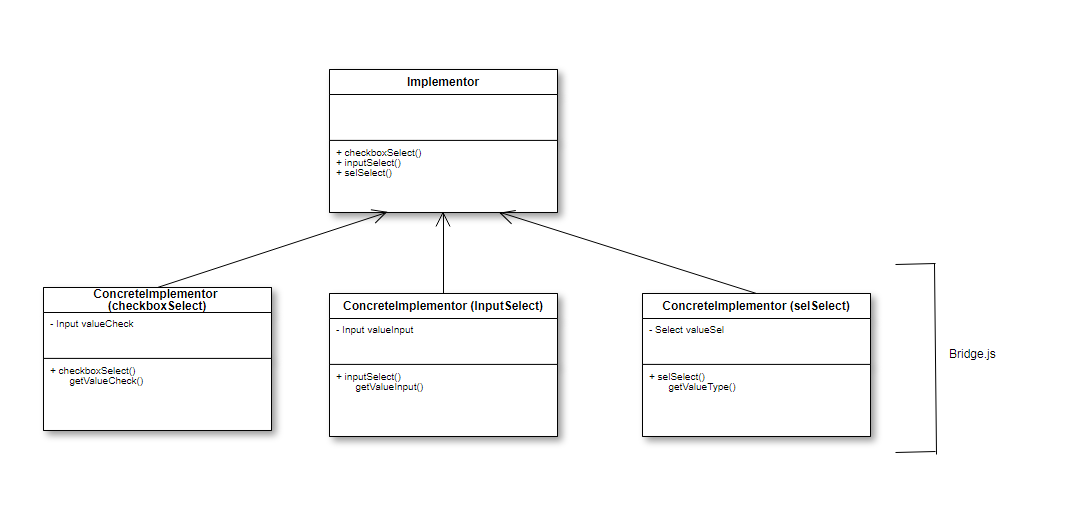 Implementor
+ checkboxSelect()
+ inputSelect()
+ selSelect()
ConcreteImplementor
(checkboxSelect)
- Input valueCheck
+ checkboxSelect()
getValueCheck()
ConcreteImplementor (InputSelect)
- Input valueInput
+ inputSelect()
getValueInput()
ConcreteImplementor (selSelect)
- Select valueSel
+ selSelect()
getValueType()
Bridge.js